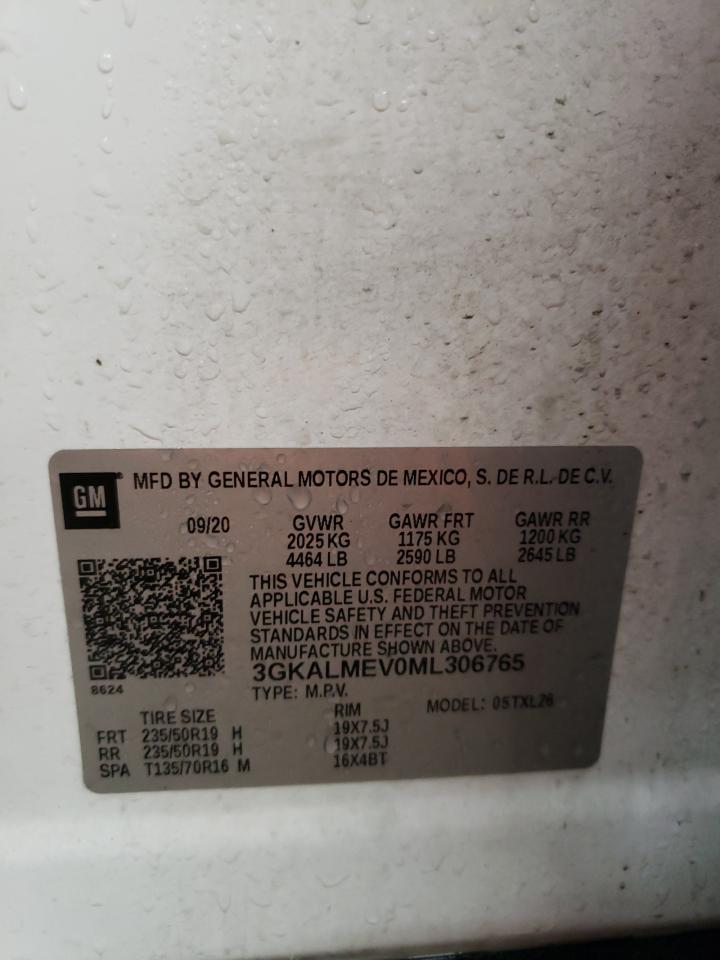 GM ® MFD BY GENERAL MOTORS DE MEXICO, S. DE R.L. DE C.V.
09/20 GVWR GAWR FRT GAWR RR
2025 KG 1175 KG 1200 KG
4464 LB 2590 LB 2645 LB
THIS VEHICLE CONFORMS TO ALL
APPLICABLE U.S. FEDERAL MOTOR
VEHICLE SAFETY AND THEFT PREVENTION
STANDARDS IN EFFECT ON THE DATE OF
MANUFACTURE SHOWN ABOVE.
3GKALMEV0ML306765
8624
TYPE: M.P.V. MODEL: 05TXL26
TIRE SIZE RIM
FRT 235/50R19 H 19X7.5J
RR 235/50R19 H 19X7.5J
SPA T135/70R16 M 16X4BT